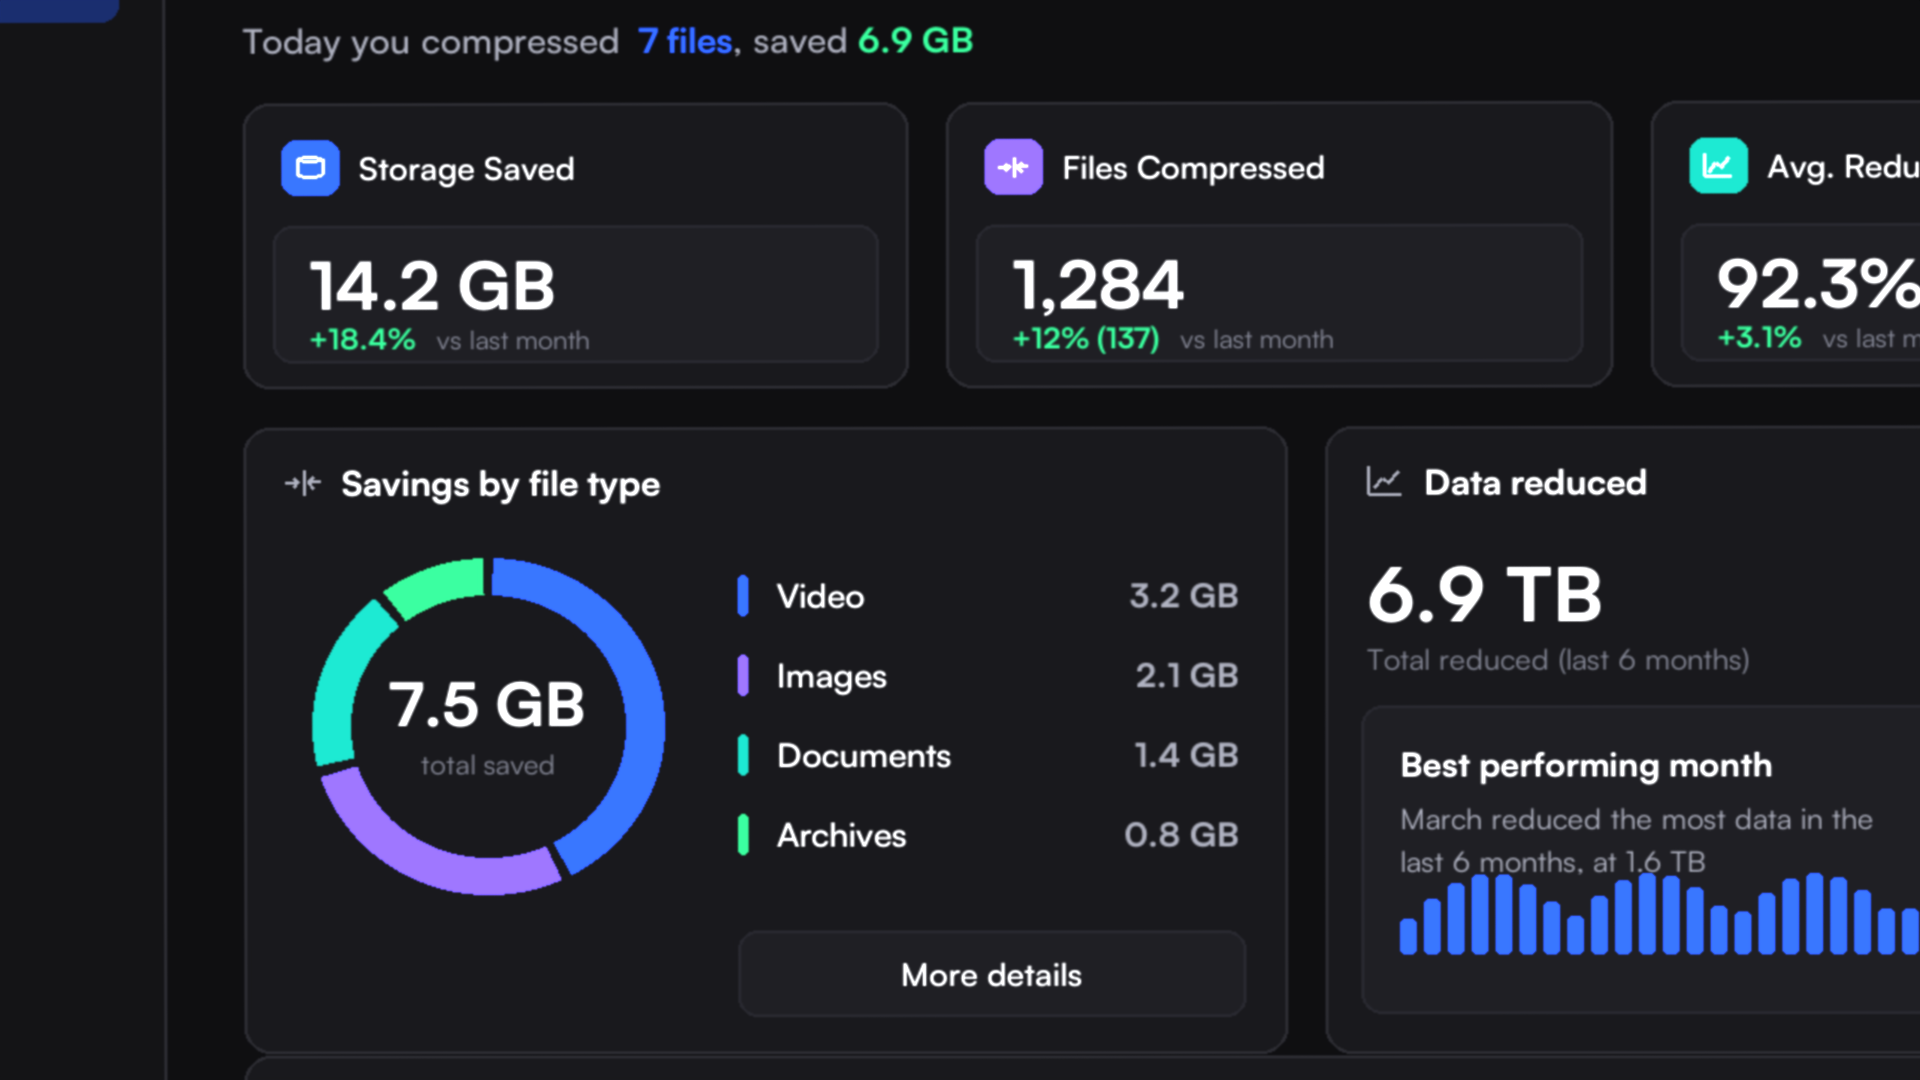 Today you compressed 7 files, saved 6.9 GB
Storage Saved
14.2 GB
+18.4% vs last month
Files Compressed
1,284
+12% (137) vs last month
Avg. Redu
92.3%
+3.1% vs last m
Savings by file type
7.5 GB
total saved
Video 3.2 GB
Images 2.1 GB
Documents 1.4 GB
Archives 0.8 GB
More details
Data reduced
6.9 TB
Total reduced (last 6 months)
Best performing month
March reduced the most data in the
last 6 months, at 1.6 TB